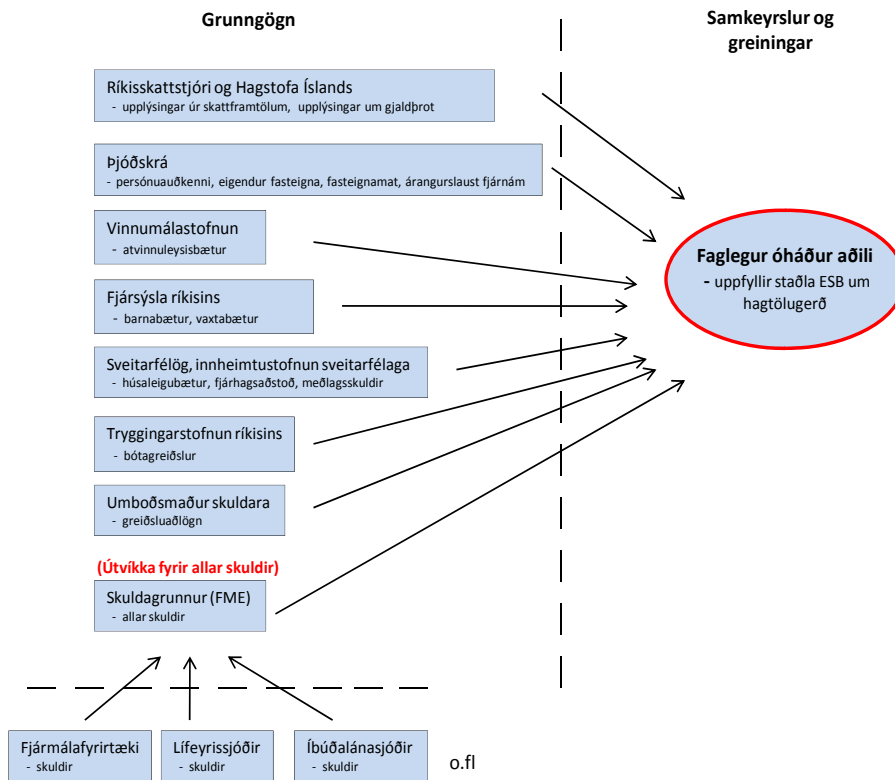 Grunngögn
Samkeyrslur og
greiningar
Ríkisskattstjóri og Hagstofa Íslands
- upplýsingar úr skattframtölum, upplýsingar um gjaldþrot
Þjóðskrá
- persónuauðkenni, eigendur fasteigna, fasteignamat, árangurslaust fjárnám
Vinnumálastofnun
- atvinnuleysisbætur
Fjársýsla ríkisins
- barnabætur, vaxtabætur
Sveitarfélög, innheimtustofnun sveitarfélaga
- húsaleigubætur, fjárhagsaðstoð, meðlagsskuldir
Tryggingarstofnun ríkisins
- bótagreiðslur
Umboðsmaður skuldara
- greiðsluaðlögn
(Útvíkka fyrir allar skuldir)
Skuldagrunnur (FME)
- allar skuldir
Faglegur óháður aðili
- uppfyllir staðla ESB um
hagtölugerð
Fjármálafyrirtæki
- skuldir
Lífeyrissjóðir
- skuldir
Íbúðalánasjóðir
- skuldir
o.fl